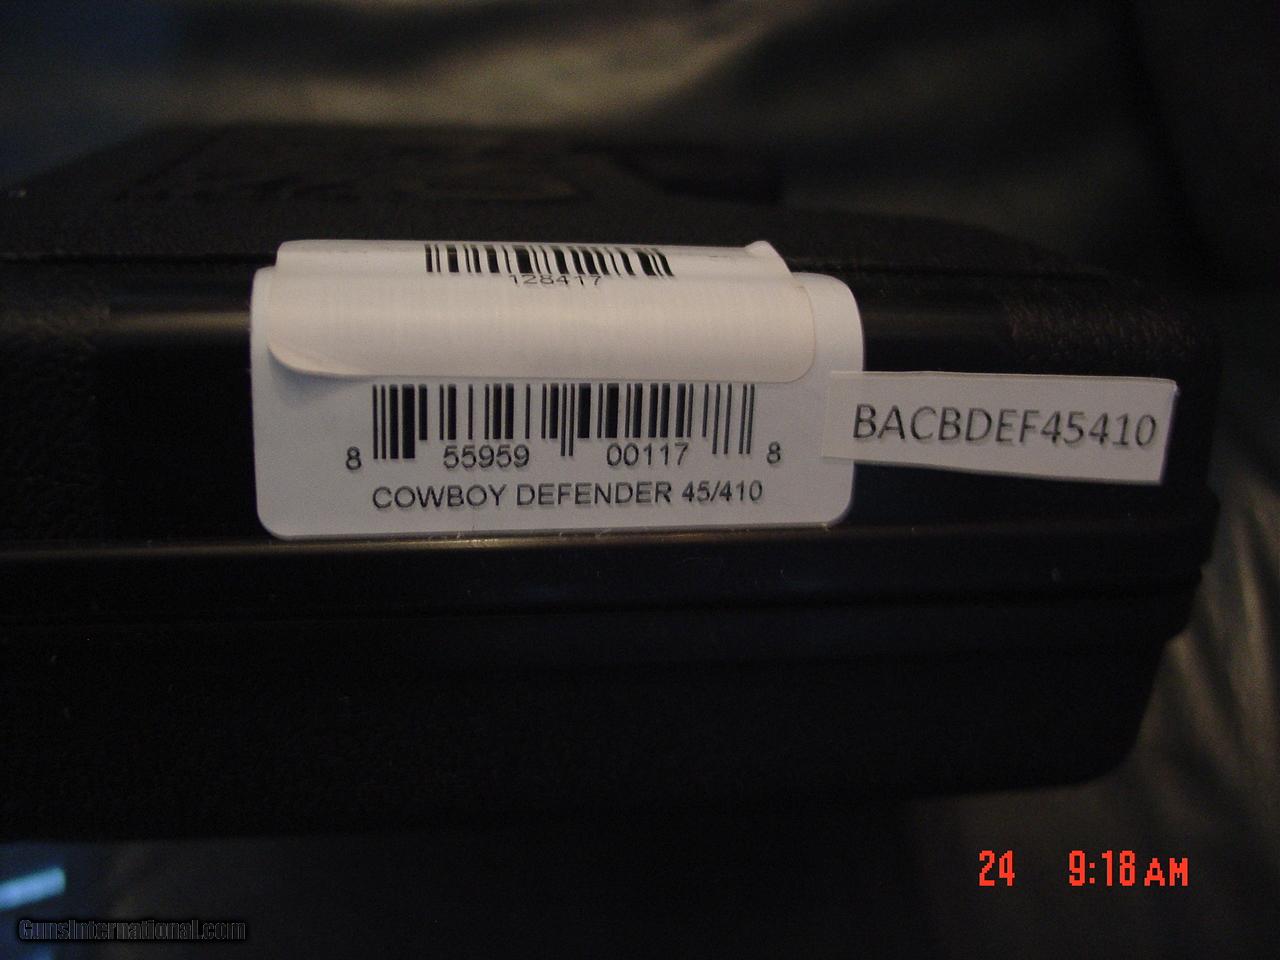 128417
8 55959 00117 8
COWBOY DEFENDER 45/410
BACBDEF45410
24 9:18 AM
GunsInternational.com